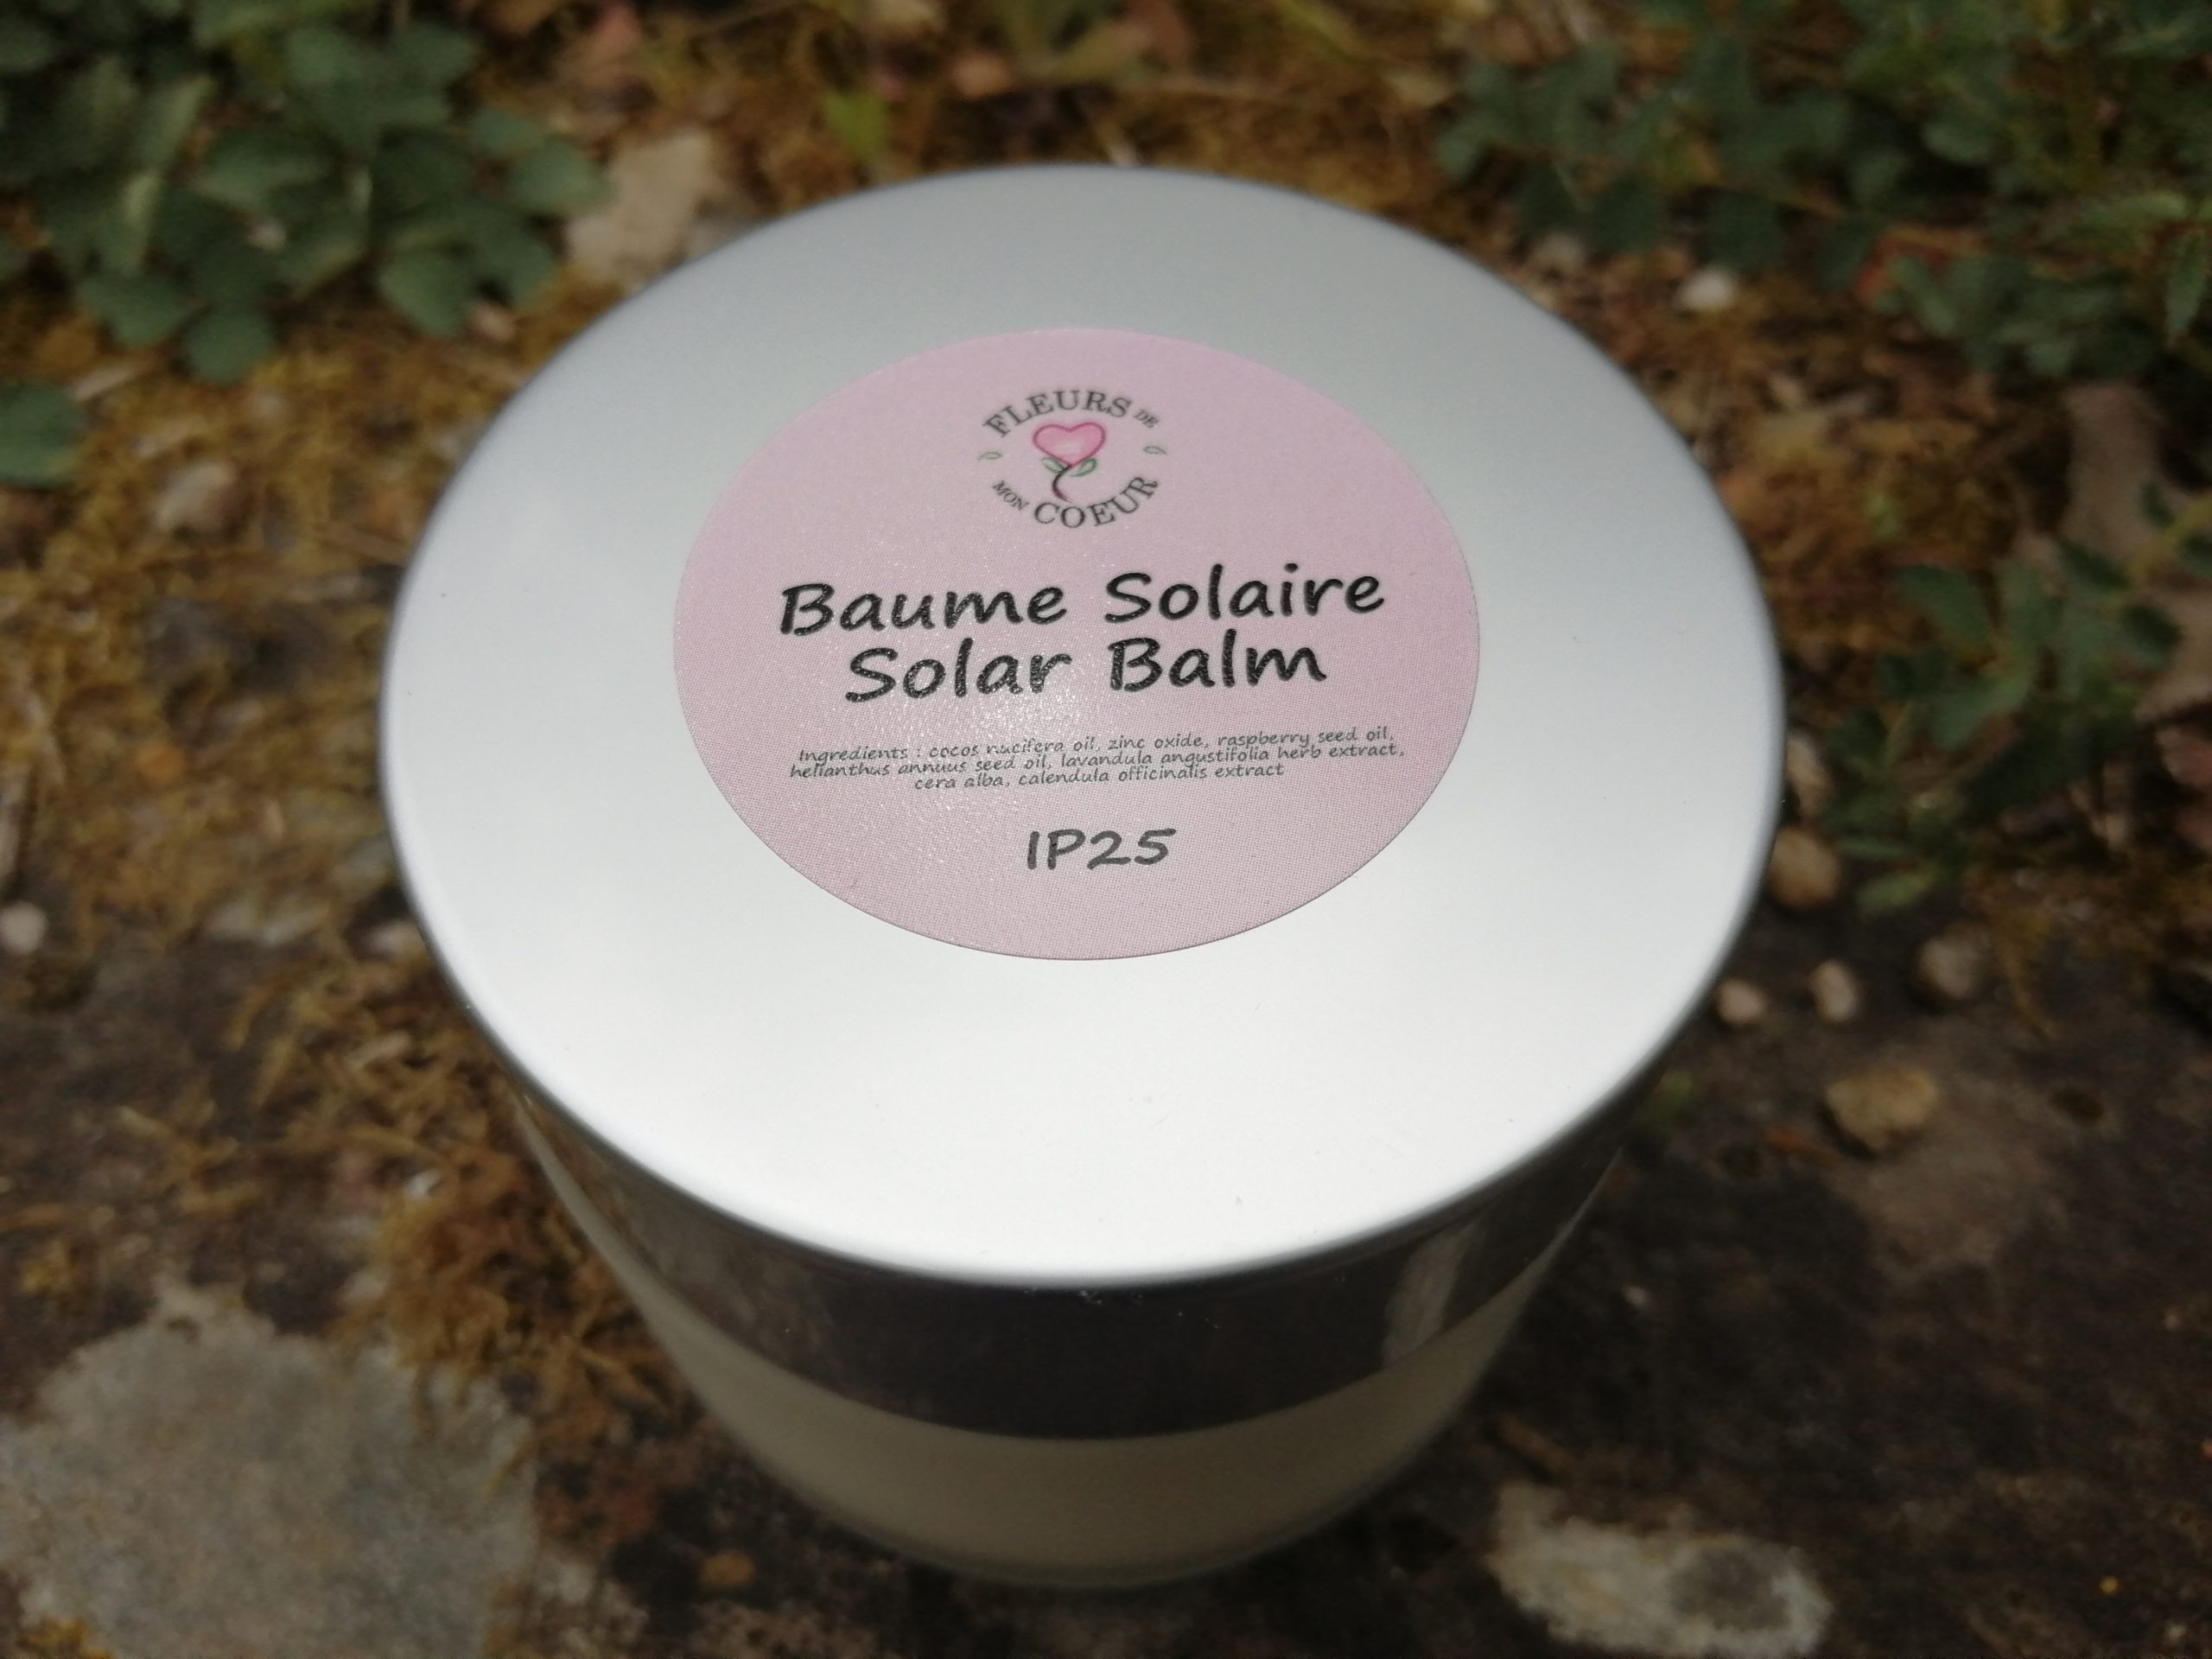 FLEURS DE
MON COEUR
Baume Solaire
Solar Balm
Ingredients : cocos nucifera oil, zinc oxide, raspberry seed oil,
helianthus annuus seed oil, lavandula angustifolia herb extract,
cera alba, calendula officinalis extract
IP25